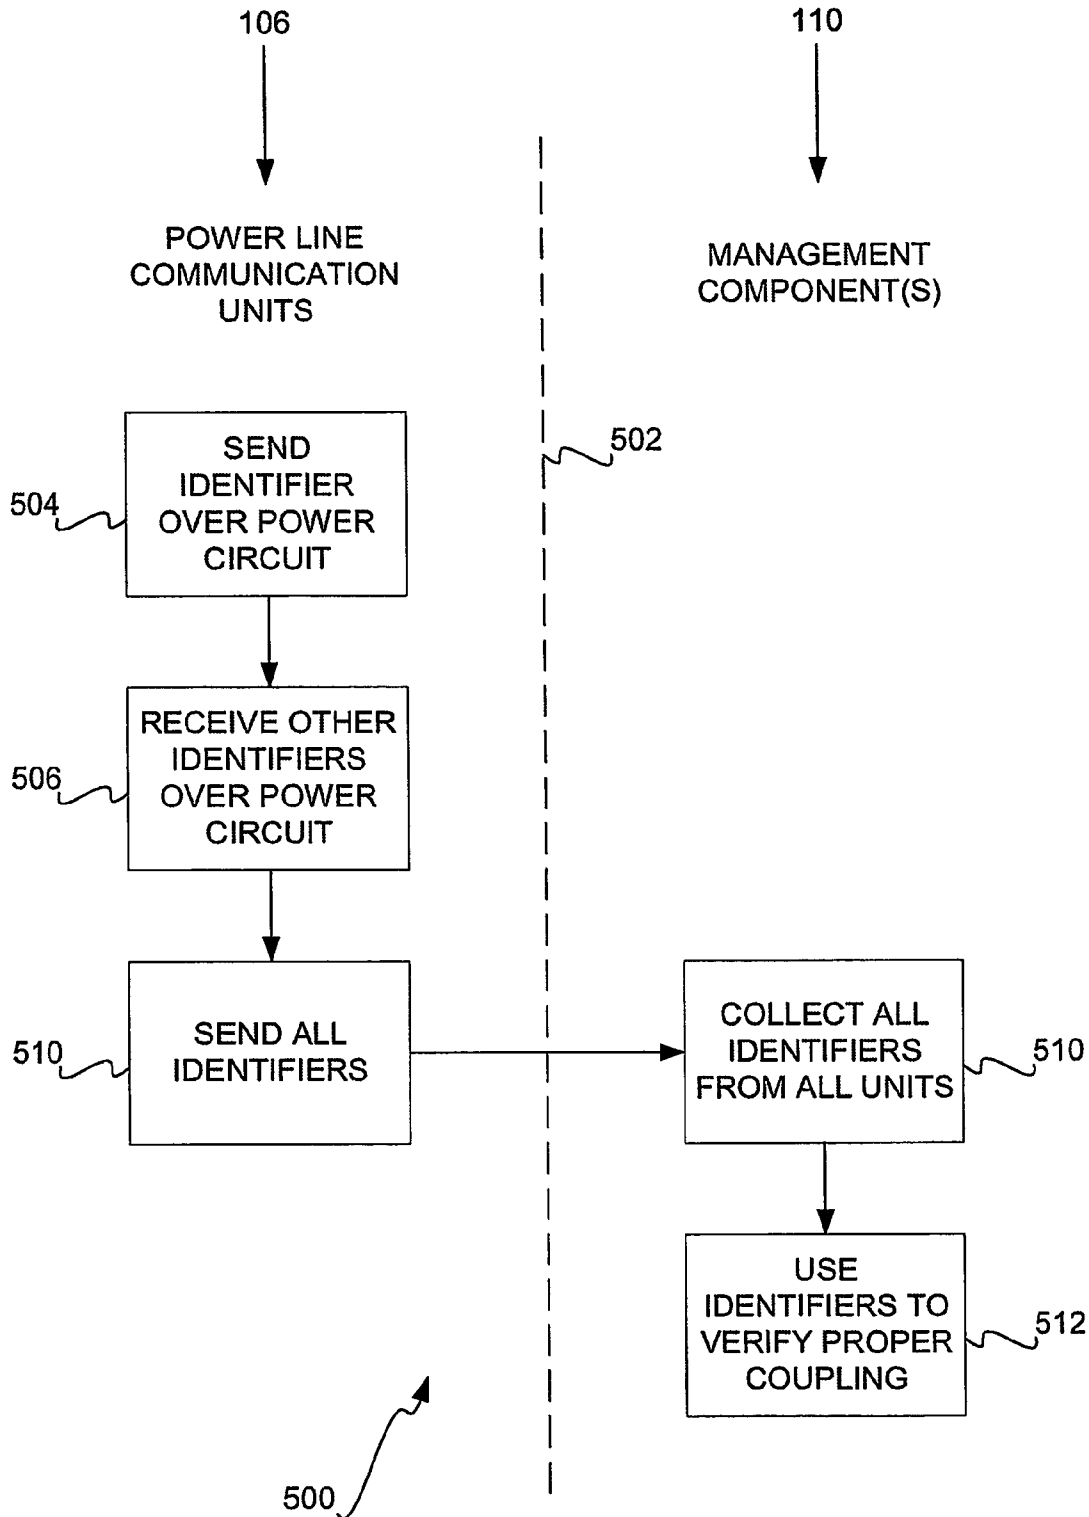 106
110
POWER LINE
COMMUNICATION
UNITS
MANAGEMENT
COMPONENT(S)
502
504
SEND
IDENTIFIER
OVER POWER
CIRCUIT
506
RECEIVE OTHER
IDENTIFIERS
OVER POWER
CIRCUIT
510
SEND ALL
IDENTIFIERS
COLLECT ALL
IDENTIFIERS
FROM ALL UNITS
510
USE
IDENTIFIERS TO
VERIFY PROPER
COUPLING
512
500